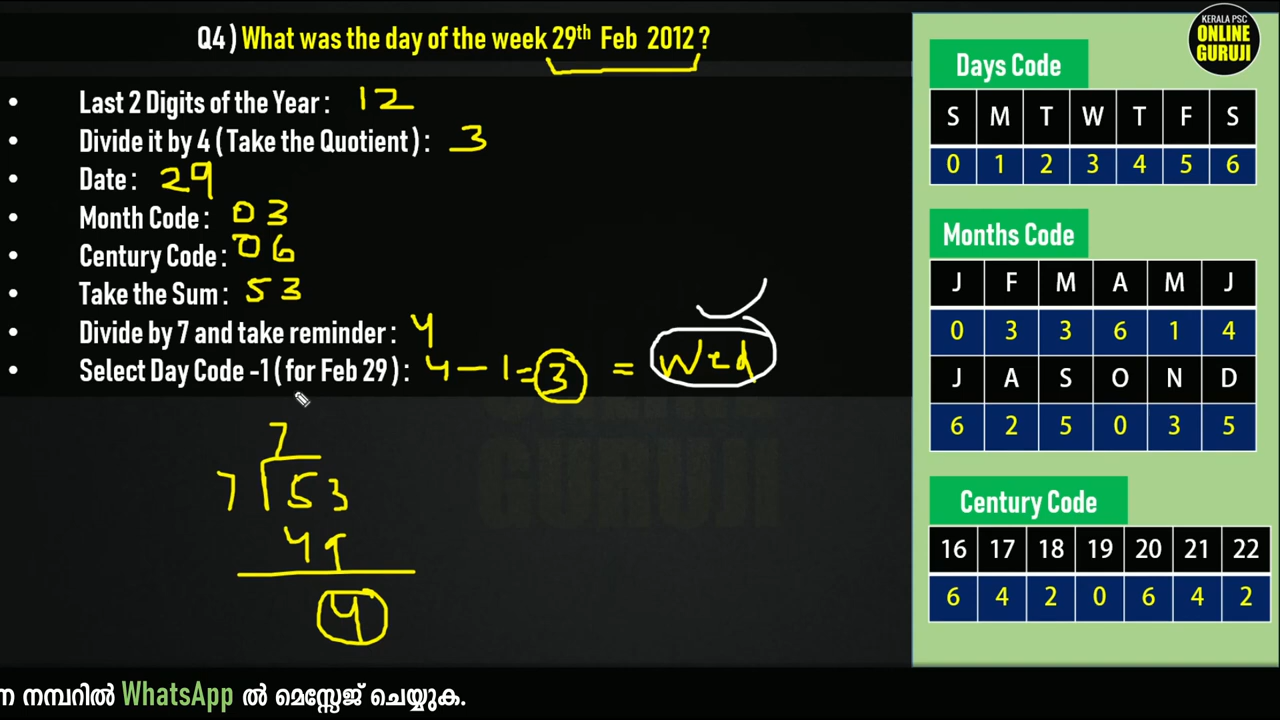 Q4) What was the day of the week 29th Feb 2012 ?
KERALA PSC
ONLINE
GURUJI
• Last 2 Digits of the Year : 12
• Divide it by 4 ( Take the Quotient ) : 3
• Date : 29
• Month Code : 03
• Century Code : 06
• Take the Sum : 53
• Divide by 7 and take reminder : 4
• Select Day Code -1 ( for Feb 29 ) : 4 - 1 = 3 = Wed
7
7 53
49
4
GURUJI
Days Code
S M T W T F S
0 1 2 3 4 5 6
Months Code
J F M A M J
0 3 3 6 1 4
J A S O N D
6 2 5 0 3 5
Century Code
16 17 18 19 20 21 22
6 4 2 0 6 4 2
ന നമ്പറിൽ WhatsApp ൽ മെസ്സേജ് ചെയ്യുക.